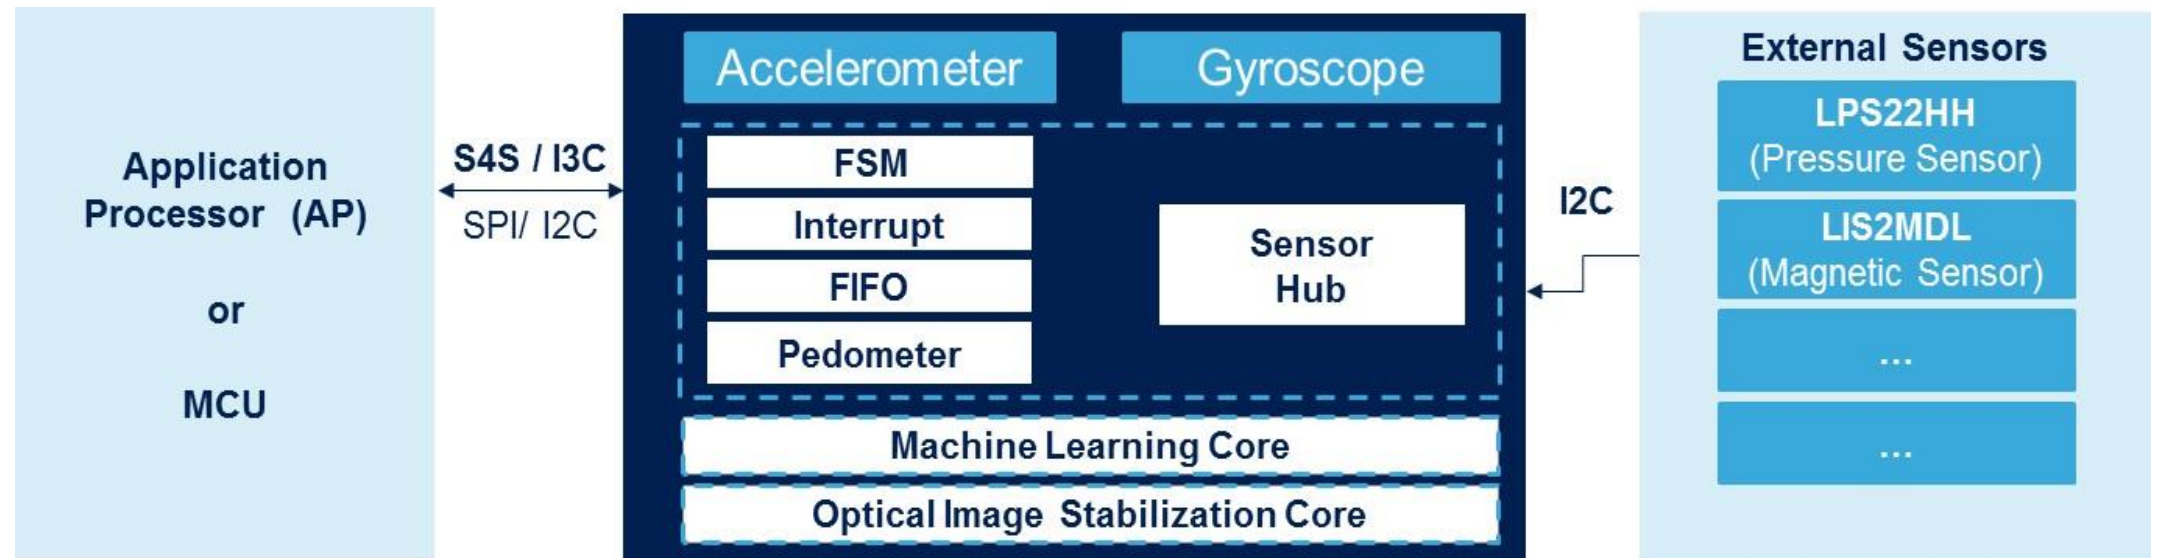 Application
Processor (AP)
or
MCU
S4S / I3C
SPI/ I2C
Accelerometer
Gyroscope
FSM
Interrupt
FIFO
Pedometer
Sensor
Hub
Machine Learning Core
Optical Image Stabilization Core
I2C
External Sensors
LPS22HH
(Pressure Sensor)
LIS2MDL
(Magnetic Sensor)
...
...